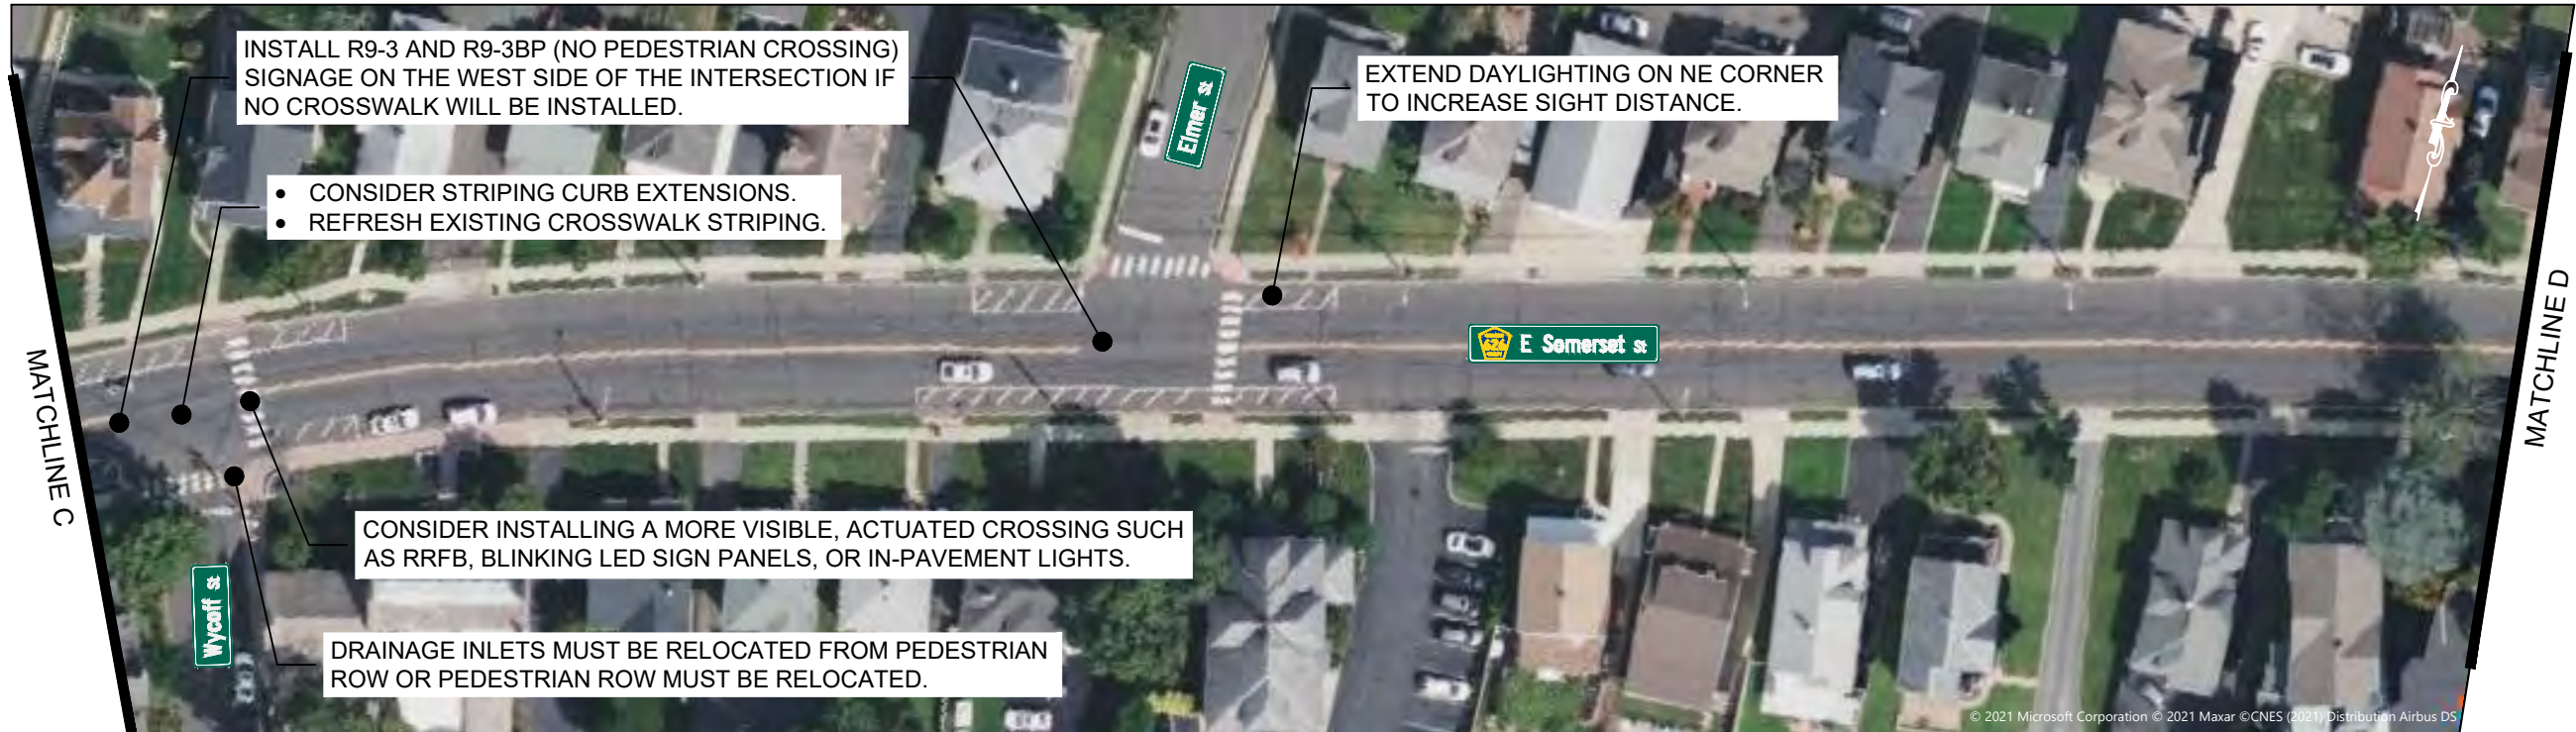 INSTALL R9-3 AND R9-3BP (NO PEDESTRIAN CROSSING)
SIGNAGE ON THE WEST SIDE OF THE INTERSECTION IF
NO CROSSWALK WILL BE INSTALLED.
EXTEND DAYLIGHTING ON NE CORNER
TO INCREASE SIGHT DISTANCE.
Elmer St
• CONSIDER STRIPING CURB EXTENSIONS.
• REFRESH EXISTING CROSSWALK STRIPING.
626
E Somerset St
MATCHLINE C
MATCHLINE D
CONSIDER INSTALLING A MORE VISIBLE, ACTUATED CROSSING SUCH
AS RRFB, BLINKING LED SIGN PANELS, OR IN-PAVEMENT LIGHTS.
Wycoff St
DRAINAGE INLETS MUST BE RELOCATED FROM PEDESTRIAN
ROW OR PEDESTRIAN ROW MUST BE RELOCATED.
© 2021 Microsoft Corporation © 2021 Maxar ©CNES (2021) Distribution Airbus DS